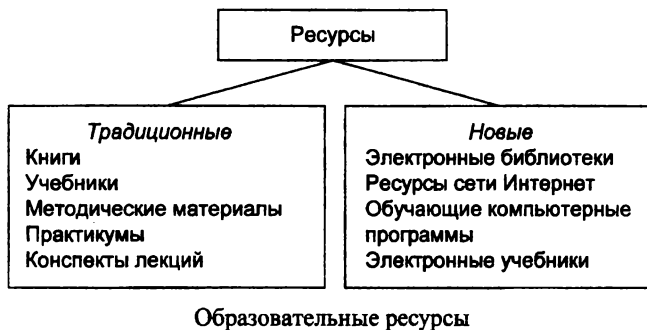 Ресурсы
Традиционные
Книги
Учебники
Методические материалы
Практикумы
Конспекты лекций
Новые
Электронные библиотеки
Ресурсы сети Интернет
Обучающие компьютерные
программы
Электронные учебники
Образовательные ресурсы